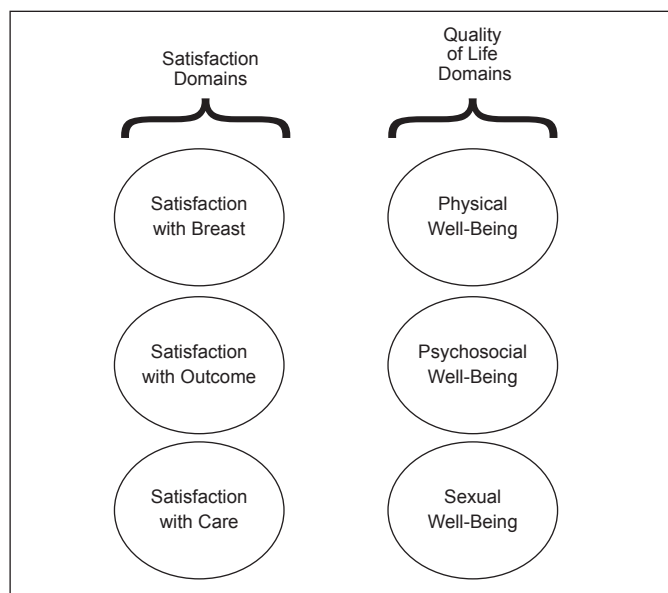 Satisfaction
Domains
Satisfaction
with Breast
Satisfaction
with Outcome
Satisfaction
with Care
Quality
of Life
Domains
Physical
Well-Being
Psychosocial
Well-Being
Sexual
Well-Being